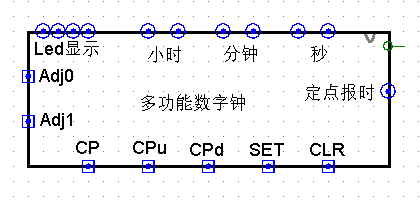 Led显示 小时 分钟 秒
Adj0
定点报时
多功能数字钟
Adj1
CP CPu CPd SET CLR